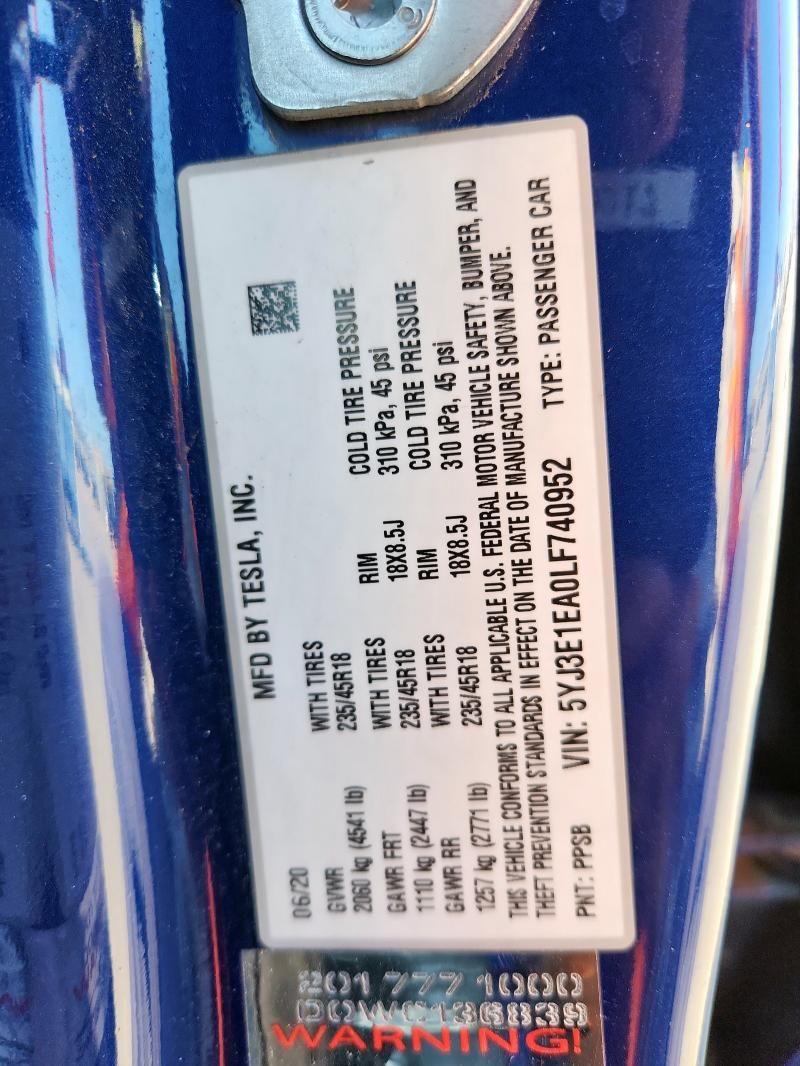 MFD BY TESLA, INC.
06/20
GVWR WITH TIRES
2060 kg (4541 lb) 235/45R18 RIM COLD TIRE PRESSURE
GAWR FRT WITH TIRES 18X8.5J 310 kPa, 45 psi
1110 kg (2447 lb) 235/45R18 RIM COLD TIRE PRESSURE
GAWR RR WITH TIRES 18X8.5J 310 kPa, 45 psi
1257 kg (2771 lb) 235/45R18
THIS VEHICLE CONFORMS TO ALL APPLICABLE U.S. FEDERAL MOTOR VEHICLE SAFETY, BUMPER, AND
THEFT PREVENTION STANDARDS IN EFFECT ON THE DATE OF MANUFACTURE SHOWN ABOVE.
PNT: PPSB VIN: 5YJ3E1EA0LF740952 TYPE: PASSENGER CAR
WARNING!